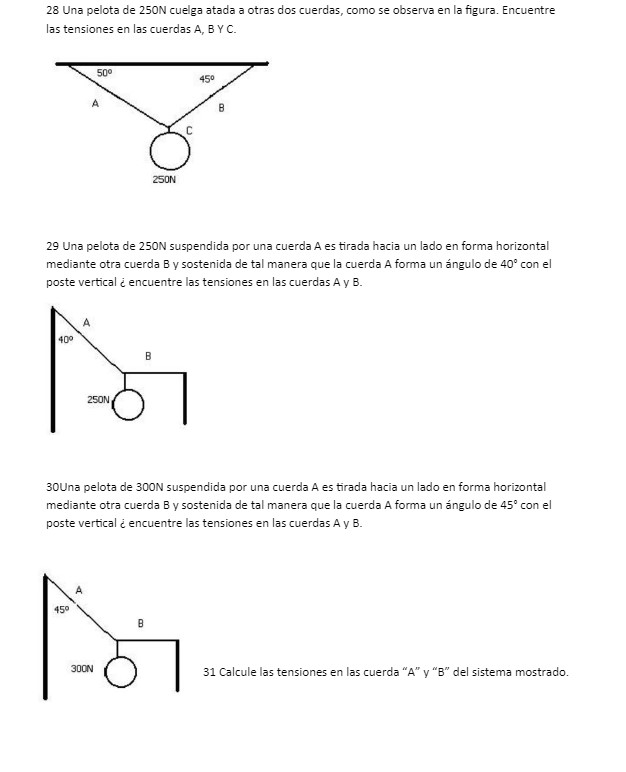 28 Una pelota de 250N cuelga atada a otras dos cuerdas, como se observa en la figura. Encuentre
las tensiones en las cuerdas A, B Y C.
50º
45º
A
B
C
250N
29 Una pelota de 250N suspendida por una cuerda A es tirada hacia un lado en forma horizontal
mediante otra cuerda B y sostenida de tal manera que la cuerda A forma un ángulo de 40° con el
poste vertical ¿ encuentre las tensiones en las cuerdas A y B.
A
40º
B
250N
30Una pelota de 300N suspendida por una cuerda A es tirada hacia un lado en forma horizontal
mediante otra cuerda B y sostenida de tal manera que la cuerda A forma un ángulo de 45° con el
poste vertical ¿ encuentre las tensiones en las cuerdas A y B.
A
45º
B
300N
31 Calcule las tensiones en las cuerda “A” y “B” del sistema mostrado.